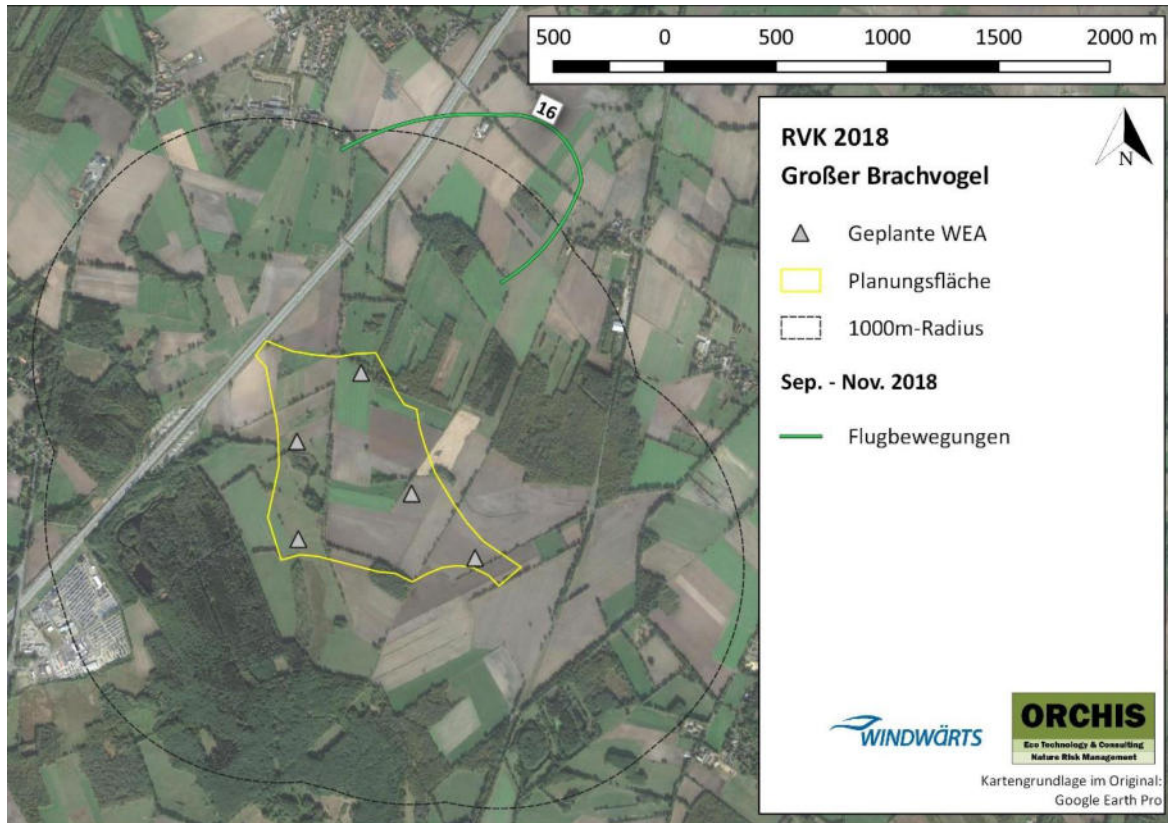 500 0 500 1000 1500 2000 m
16
RVK 2018
Großer Brachvogel
N
Geplante WEA
Planungsfläche
1000m-Radius
Sep. - Nov. 2018
Flugbewegungen
WINDWÄRTS
ORCHIS
Eco Technology & Consulting
Nature Risk Management
Kartengrundlage im Original:
Google Earth Pro